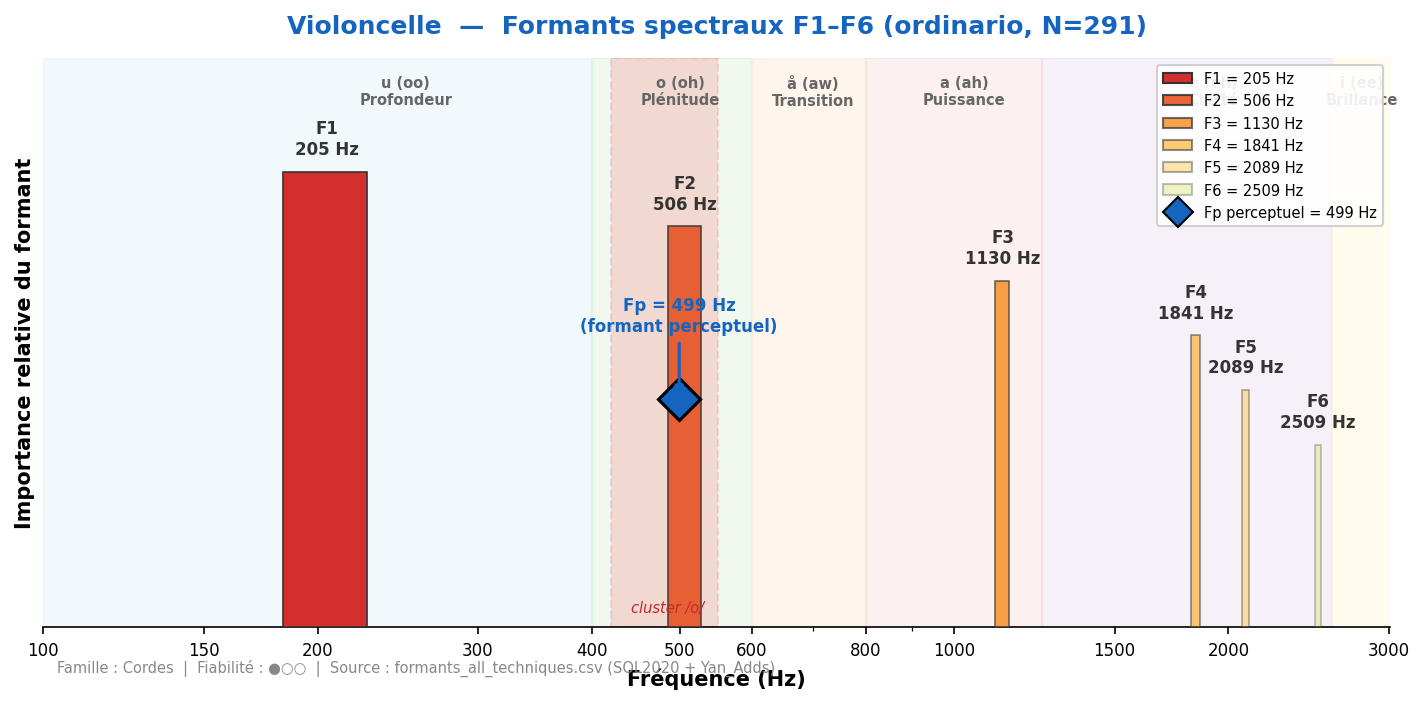 Violoncelle — Formants spectraux F1–F6 (ordinario, N=291)
u (oo)
Profondeur
o (oh)
Plénitude
å (aw)
Transition
a (ah)
Puissance
i (ee)
Brillance
F1 = 205 Hz
F2 = 506 Hz
F3 = 1130 Hz
F4 = 1841 Hz
F5 = 2089 Hz
F6 = 2509 Hz
Fp perceptuel = 499 Hz
F1
205 Hz
F2
506 Hz
F3
1130 Hz
F4
1841 Hz
F5
2089 Hz
F6
2509 Hz
Fp = 499 Hz
(formant perceptuel)
cluster /o/
Importance relative du formant
100 150 200 300 400 500 600 800 1000 1500 2000 3000
Famille : Cordes | Fiabilité : ●○○ | Source : formants_all_techniques.csv (SOL2020 + Yan_Adds)
Fréquence (Hz)